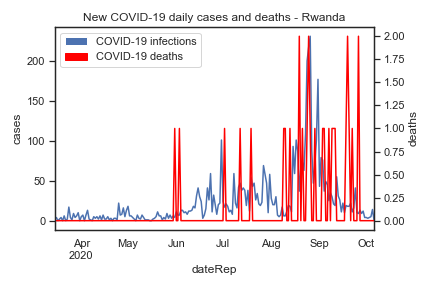 New COVID-19 daily cases and deaths - Rwanda
COVID-19 infections
COVID-19 deaths
200
150
100
50
0
cases
2.00
1.75
1.50
1.25
1.00
0.75
0.50
0.25
0.00
deaths
Apr May Jun Jul Aug Sep Oct
2020
dateRep